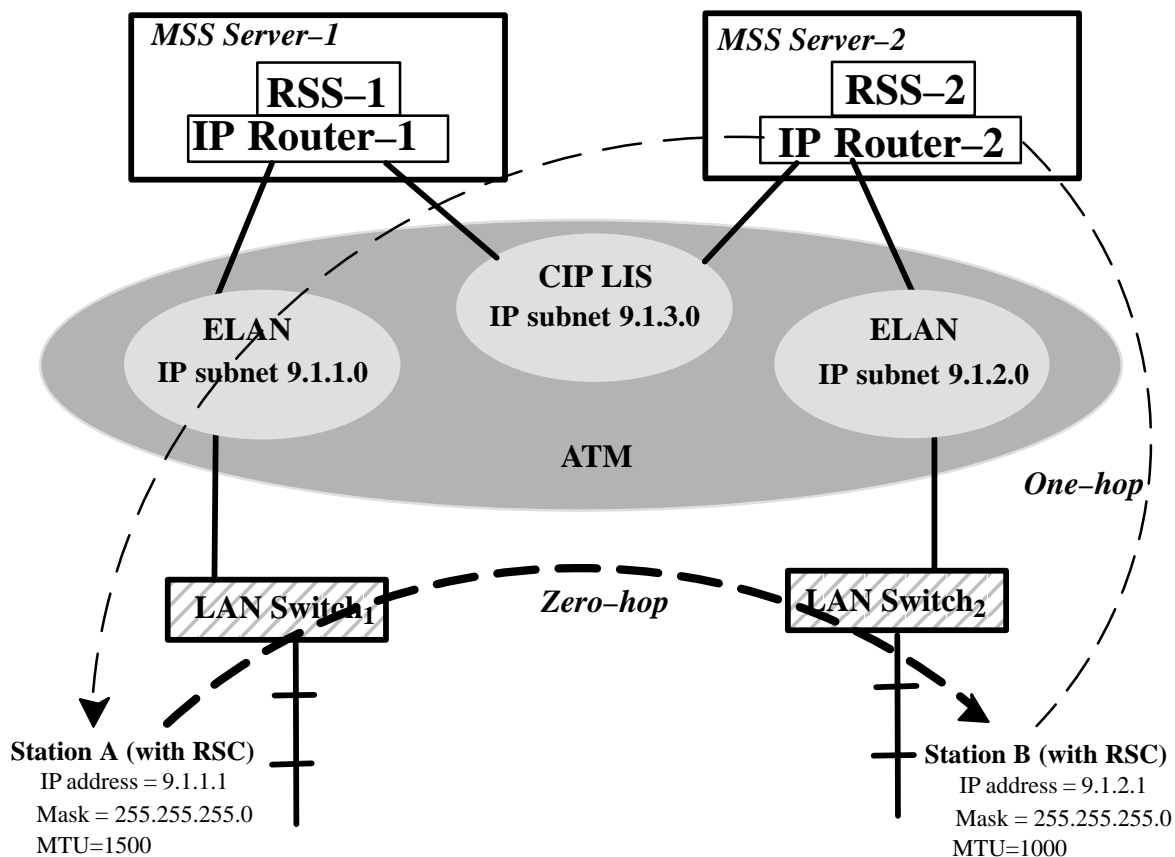 MSS Server–1
RSS–1
IP Router–1
MSS Server–2
RSS–2
IP Router–2
CIP LIS
IP subnet 9.1.3.0
ELAN
IP subnet 9.1.1.0
ELAN
IP subnet 9.1.2.0
ATM
One–hop
LAN Switch1
Zero–hop
LAN Switch2
Station A (with RSC)
IP address = 9.1.1.1
Mask = 255.255.255.0
MTU=1500
Station B (with RSC)
IP address = 9.1.2.1
Mask = 255.255.255.0
MTU=1000